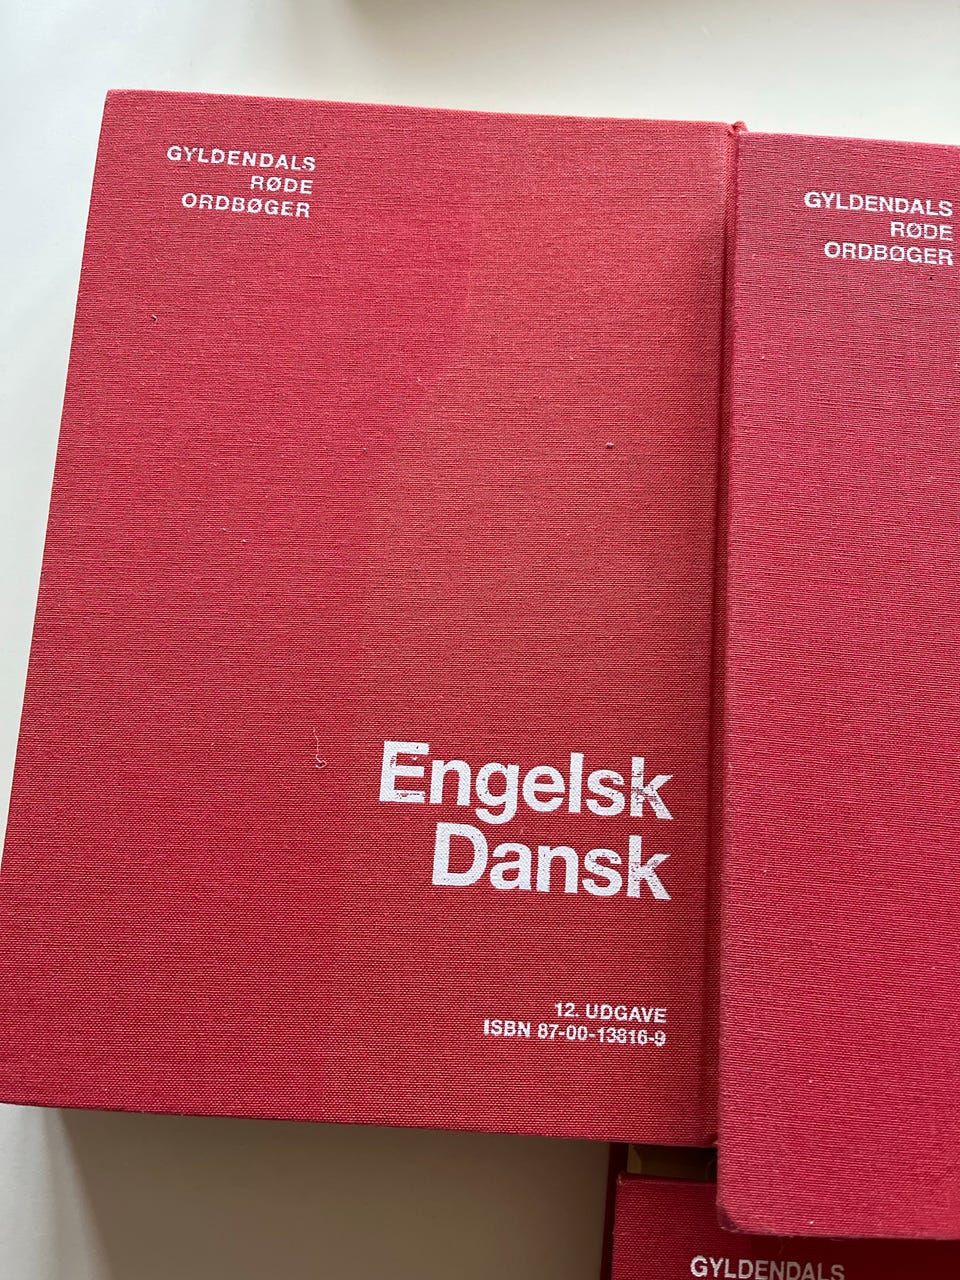 GYLDENDALS
RØDE
ORDBØGER
Engelsk
Dansk
12. UDGAVE
ISBN 87-00-13816-9
GYLDENDALS
RØDE
ORDBØGER
GYLDENDALS